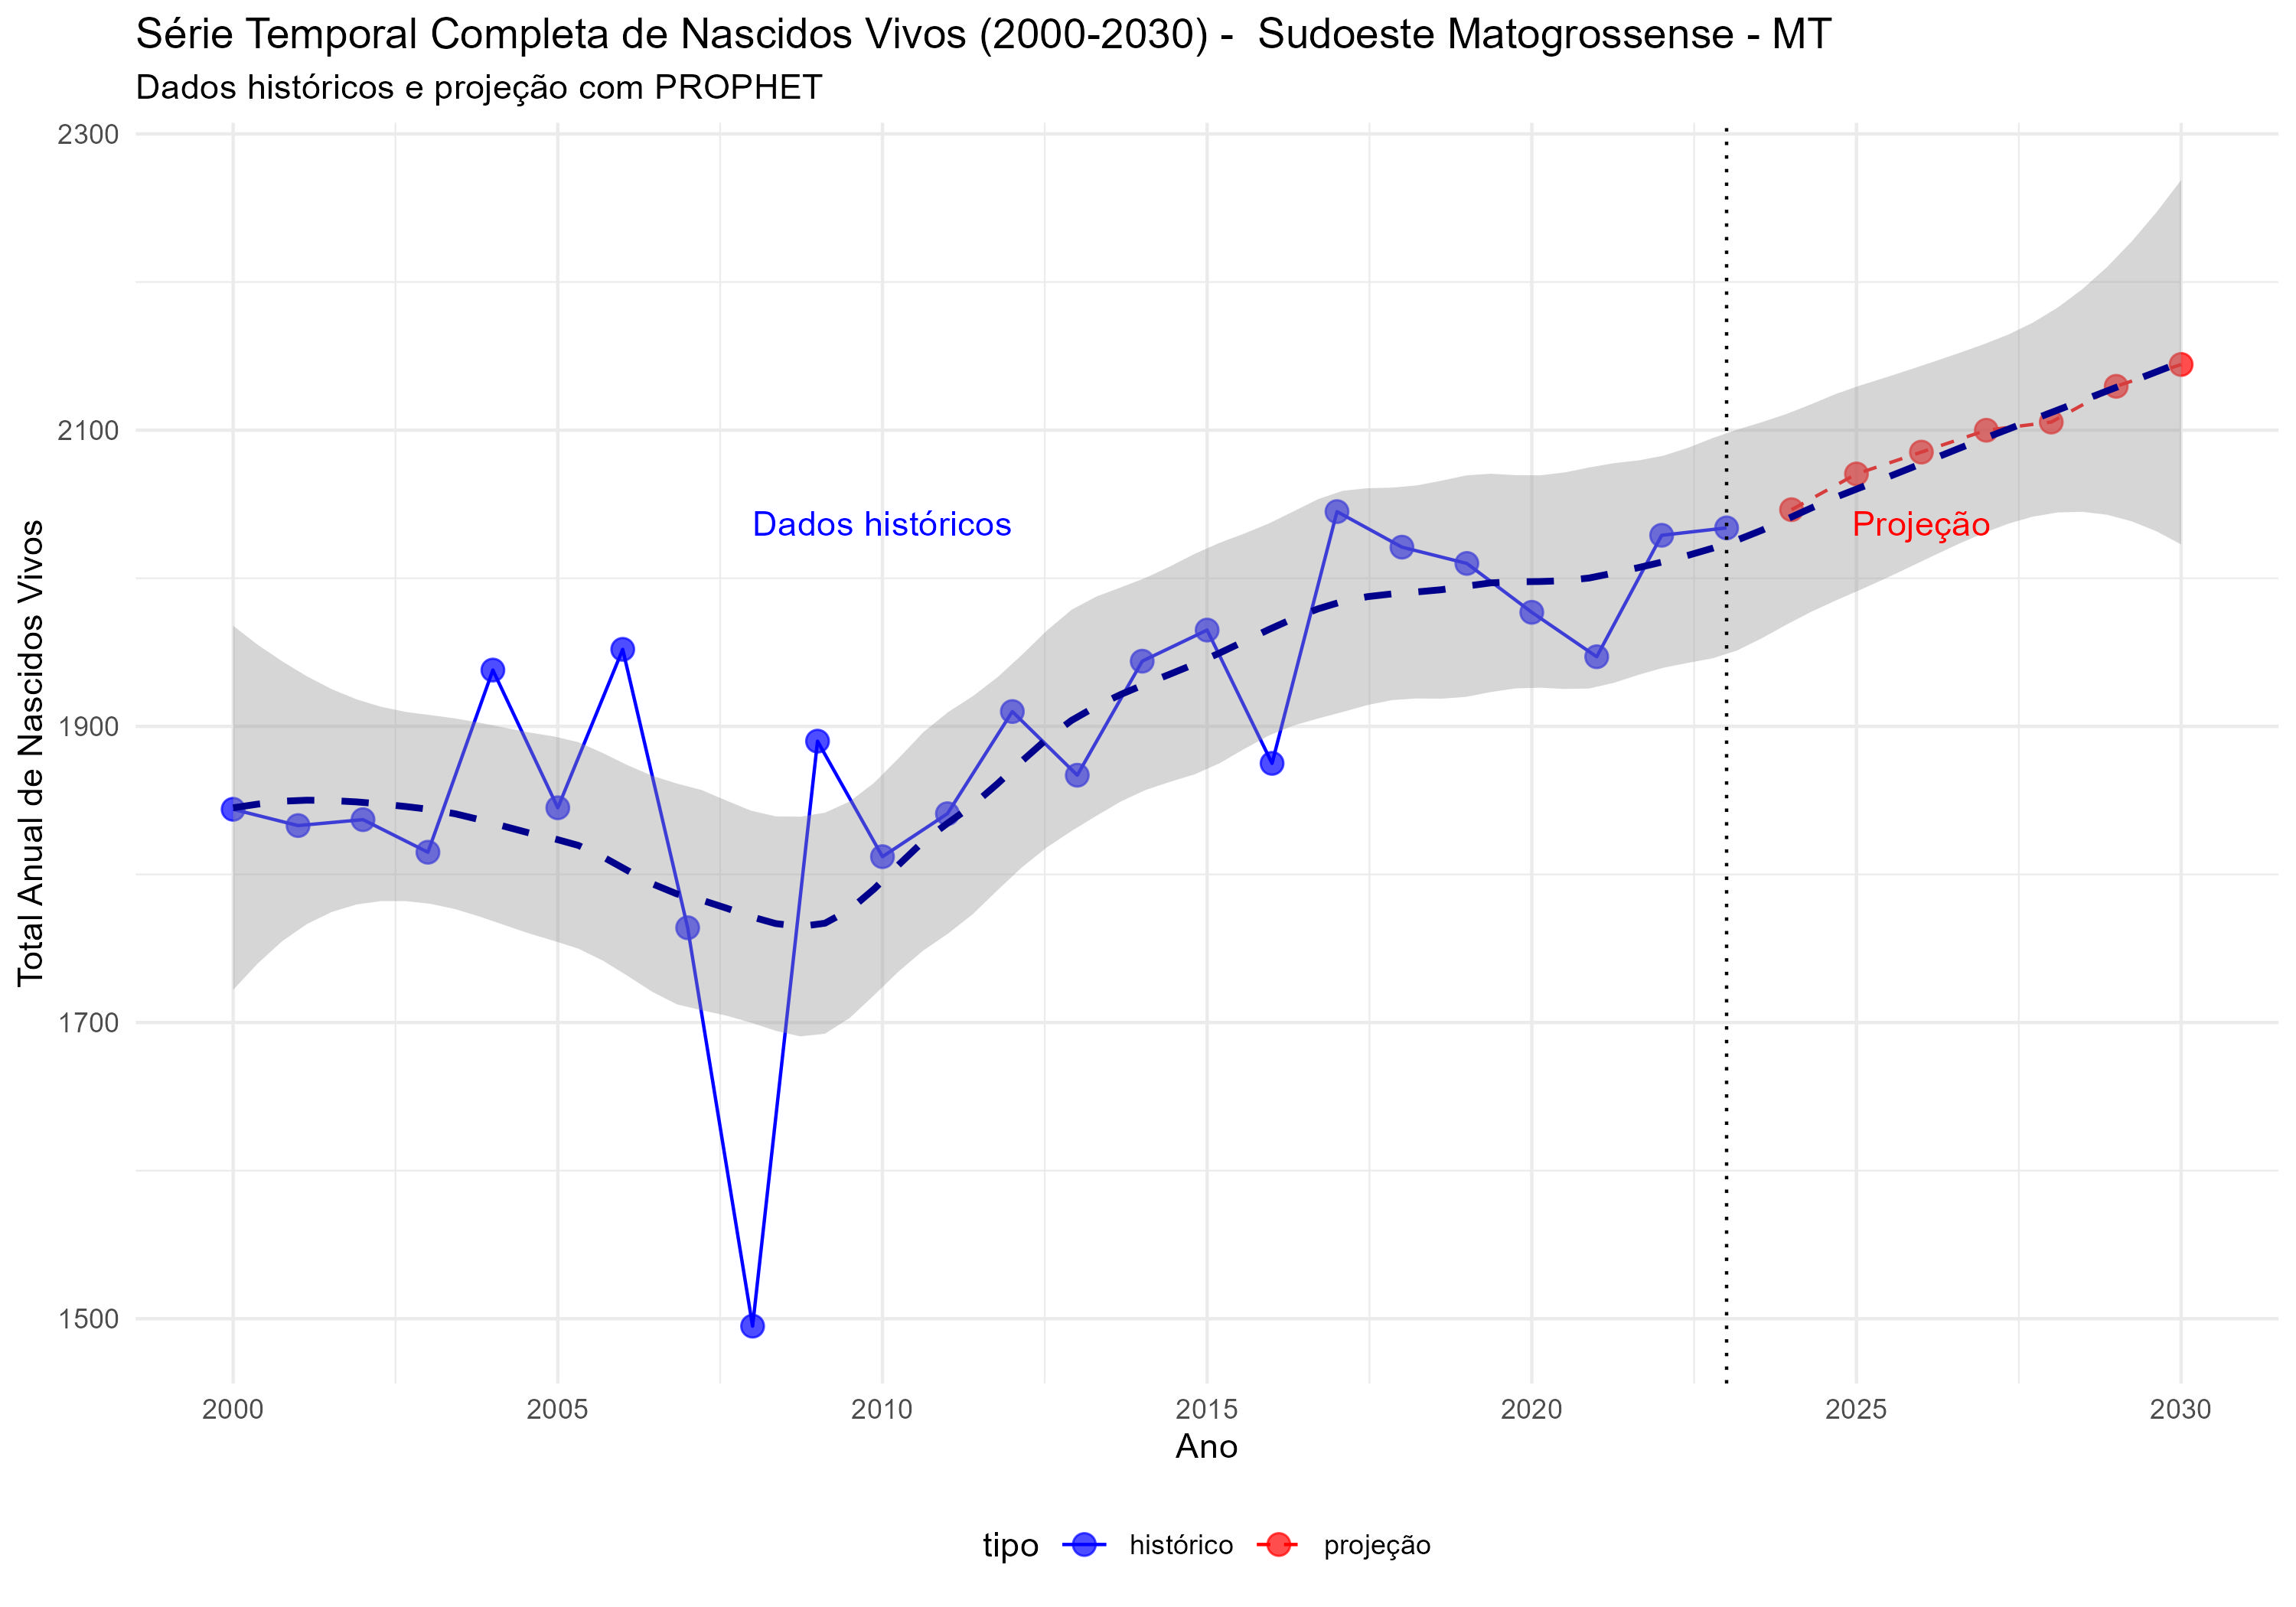 Série Temporal Completa de Nascidos Vivos (2000-2030) -  Sudoeste Matogrossense - MT
Dados históricos e projeção com PROPHET
Total Anual de Nascidos Vivos
2300
2100
1900
1700
1500
Dados históricos
Projeção
2000 2005 2010 2015 2020 2025 2030
Ano
tipo histórico projeção